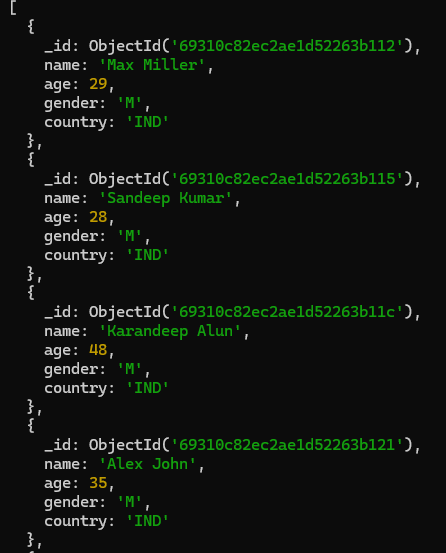 [
  {
    _id: ObjectId('69310c82ec2ae1d52263b112'),
    name: 'Max Miller',
    age: 29,
    gender: 'M',
    country: 'IND'
  },
  {
    _id: ObjectId('69310c82ec2ae1d52263b115'),
    name: 'Sandeep Kumar',
    age: 28,
    gender: 'M',
    country: 'IND'
  },
  {
    _id: ObjectId('69310c82ec2ae1d52263b11c'),
    name: 'Karandeep Alun',
    age: 48,
    gender: 'M',
    country: 'IND'
  },
  {
    _id: ObjectId('69310c82ec2ae1d52263b121'),
    name: 'Alex John',
    age: 35,
    gender: 'M',
    country: 'IND'
  },